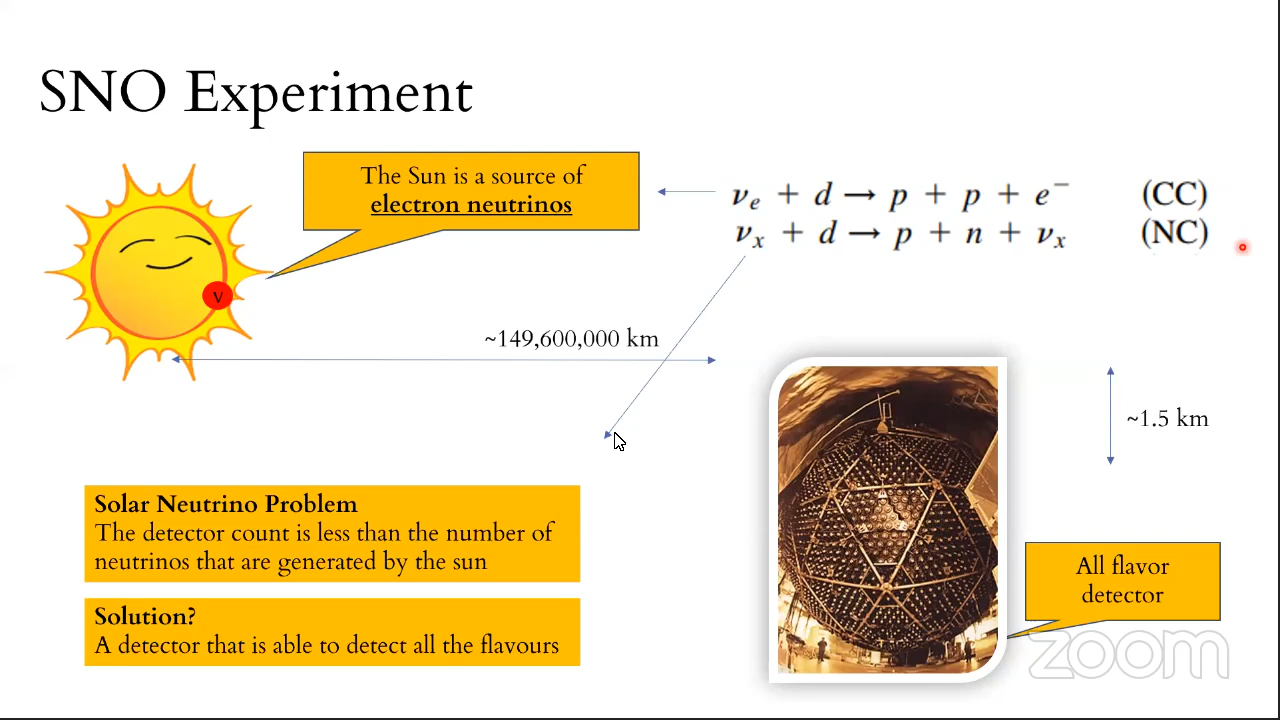 SNO Experiment
The Sun is a source of
electron neutrinos
νe + d → p + p + e⁻ (CC)
νx + d → p + n + νx (NC)
ν
~149,600,000 km
~1.5 km
Solar Neutrino Problem
The detector count is less than the number of
neutrinos that are generated by the sun
Solution?
A detector that is able to detect all the flavours
All flavor
detector
zoom